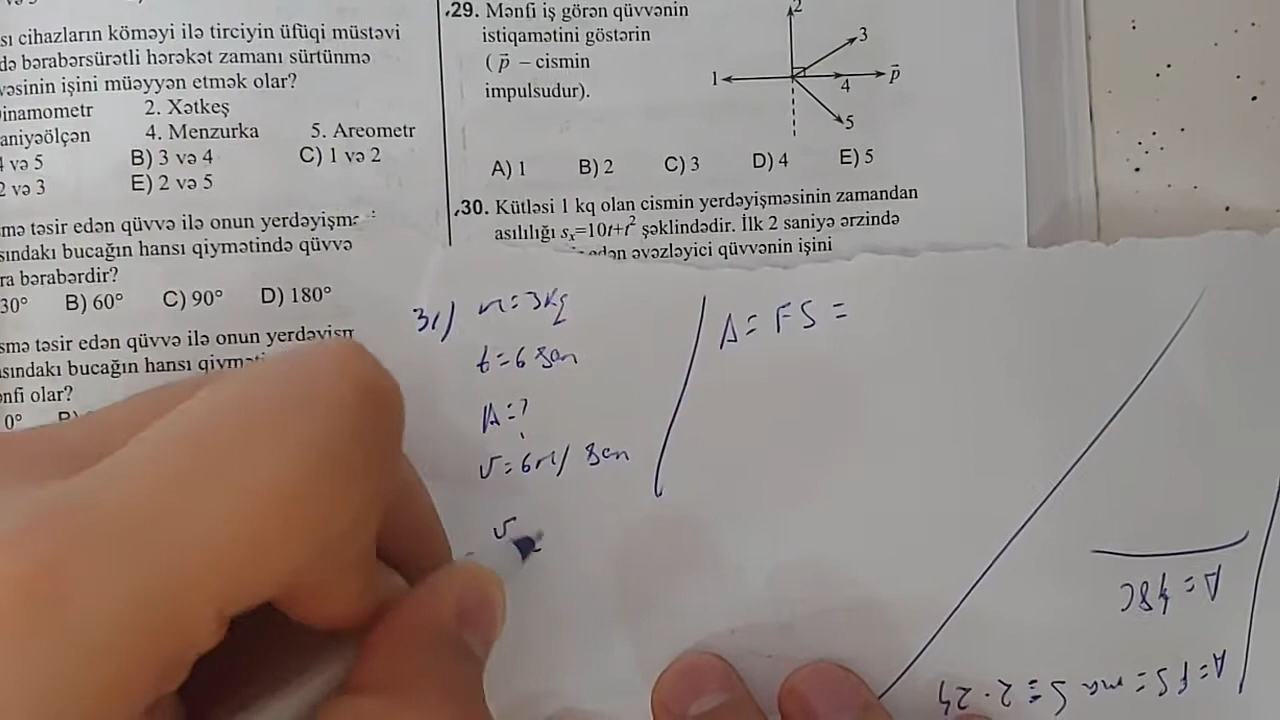 sı cihazların köməyi ilə tirciyin üfüqi müstəvi
də bərabərsürətli hərəkət zamanı sürtünmə
vəsinin işini müəyyən etmək olar?
inamometr 2. Xətkeş
aniyəölçən 4. Menzurka 5. Areometr
və 5 B) 3 və 4 C) 1 və 2
2 və 3 E) 2 və 5
mə təsir edən qüvvə ilə onun yerdəyişmə
sındakı bucağın hansı qiymətində qüvvə
ra bərabərdir?
30° B) 60° C) 90° D) 180°
smə təsir edən qüvvə ilə onun yerdəyişm
asındakı bucağın hansı qiymət
ənfi olar?
0°
29. Mənfi iş görən qüvvənin
istiqamətini göstərin
( p⃗ – cismin
impulsudur).
2
3
1
p⃗
4
5
A) 1 B) 2 C) 3 D) 4 E) 5
30. Kütləsi 1 kq olan cismin yerdəyişməsinin zamandan
asılılığı sₓ=10t+t² şəklindədir. İlk 2 saniyə ərzində
edən əvəzləyici qüvvənin işini
31) m=3kq
t=6 san
A=?
υ=6m/san
υ
A=FS=
A=48C
A=FS=ma S=2·24